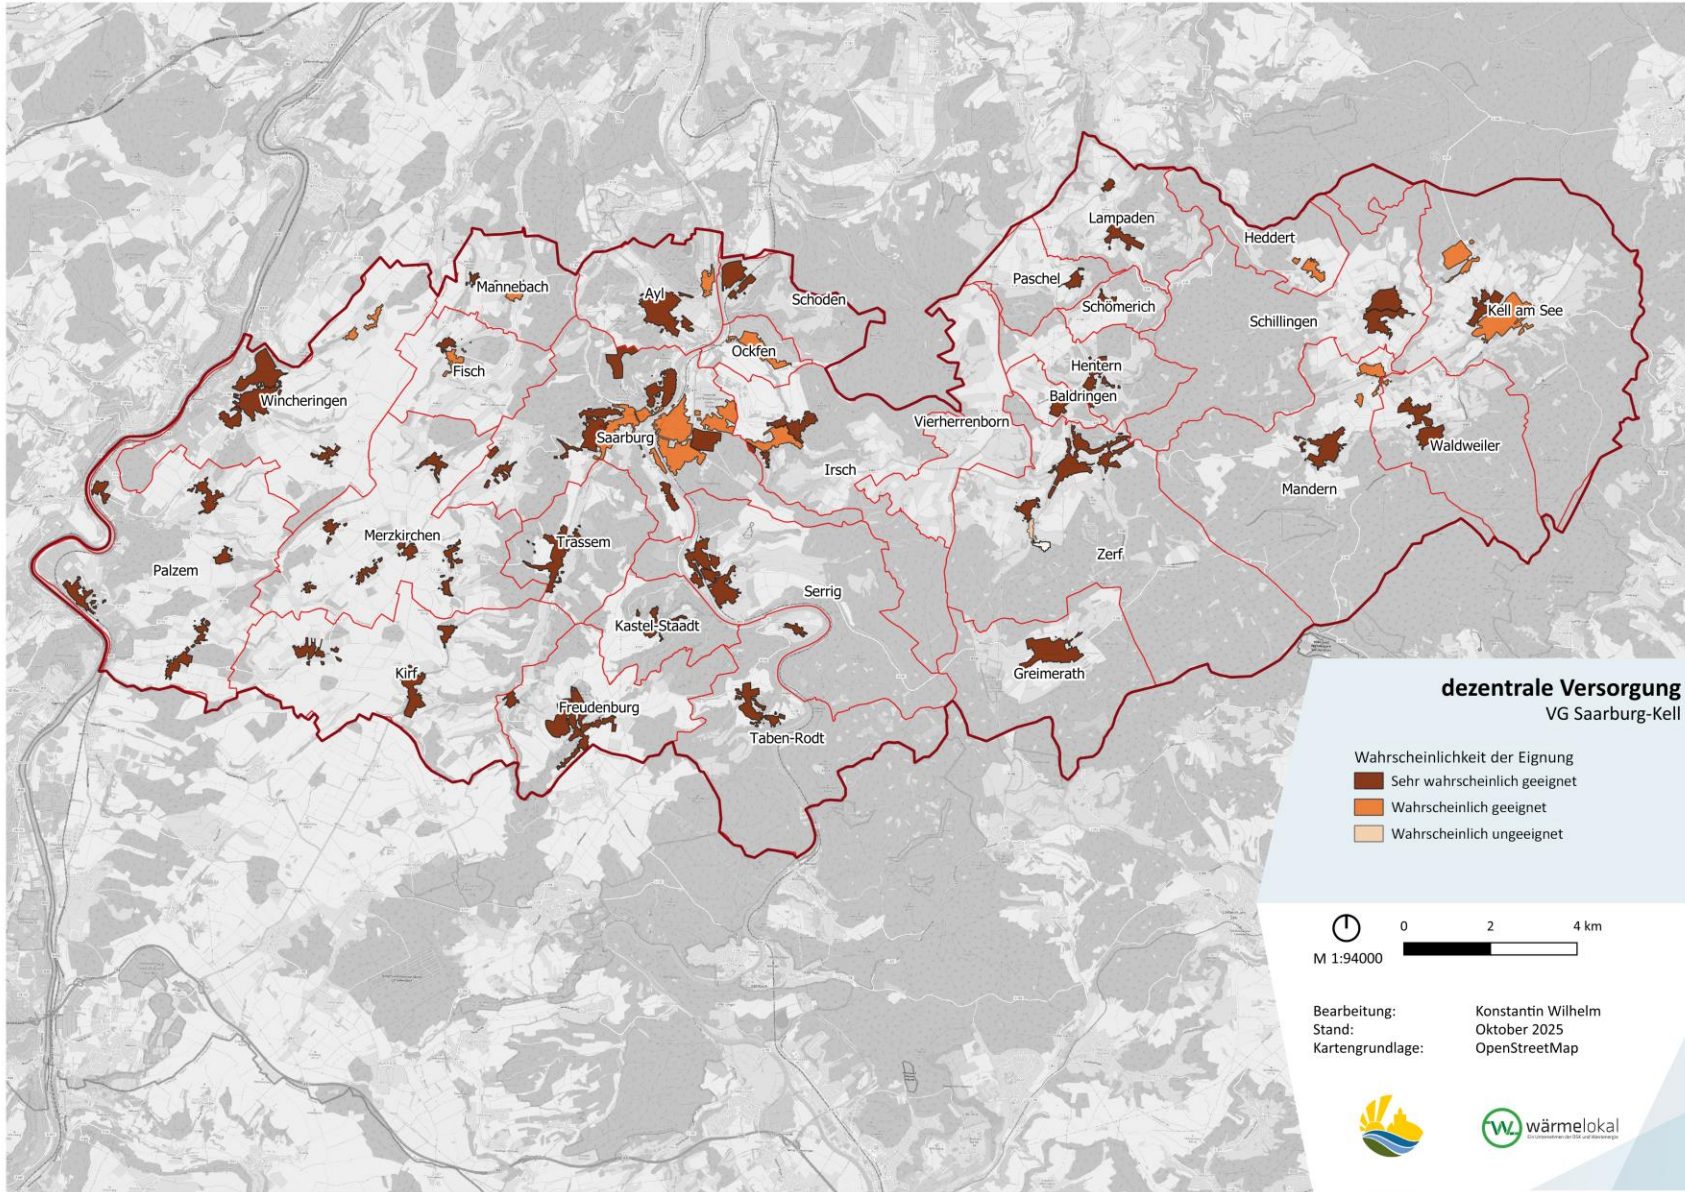 Lampaden
Heddert
Mannebach
Paschel
Ayl
Schoden
Schömerich
Kell am See
Schillingen
Ockfen
Fisch
Hentern
Wincheringen
Baldringen
Vierherrenborn
Saarburg
Waldweiler
Irsch
Mandern
Merzkirchen
Trassem
Zerf
Palzem
Serrig
Kastel-Staadt
Kirf
Greimerath
Freudenburg
Taben-Rodt
dezentrale Versorgung
VG Saarburg-Kell
Wahrscheinlichkeit der Eignung
Sehr wahrscheinlich geeignet
Wahrscheinlich geeignet
Wahrscheinlich ungeeignet
0 2 4 km
M 1:94000
Bearbeitung: Konstantin Wilhelm
Stand: Oktober 2025
Kartengrundlage: OpenStreetMap
wärmelokal